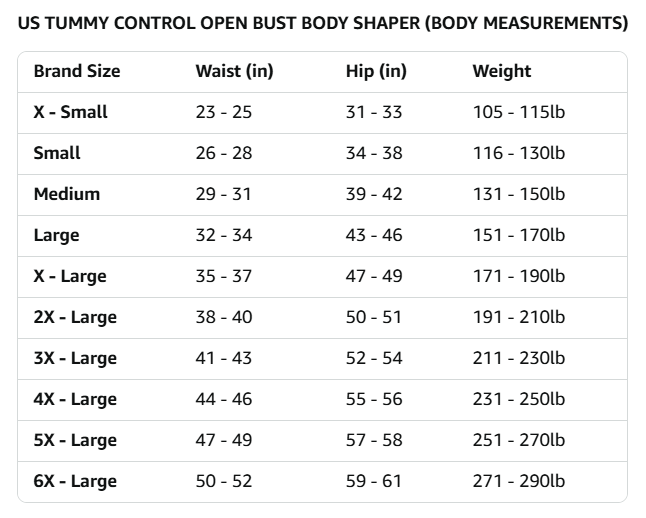 US TUMMY CONTROL OPEN BUST BODY SHAPER (BODY MEASUREMENTS)
Brand Size Waist (in) Hip (in) Weight
X - Small 23 - 25 31 - 33 105 - 115lb
Small 26 - 28 34 - 38 116 - 130lb
Medium 29 - 31 39 - 42 131 - 150lb
Large 32 - 34 43 - 46 151 - 170lb
X - Large 35 - 37 47 - 49 171 - 190lb
2X - Large 38 - 40 50 - 51 191 - 210lb
3X - Large 41 - 43 52 - 54 211 - 230lb
4X - Large 44 - 46 55 - 56 231 - 250lb
5X - Large 47 - 49 57 - 58 251 - 270lb
6X - Large 50 - 52 59 - 61 271 - 290lb